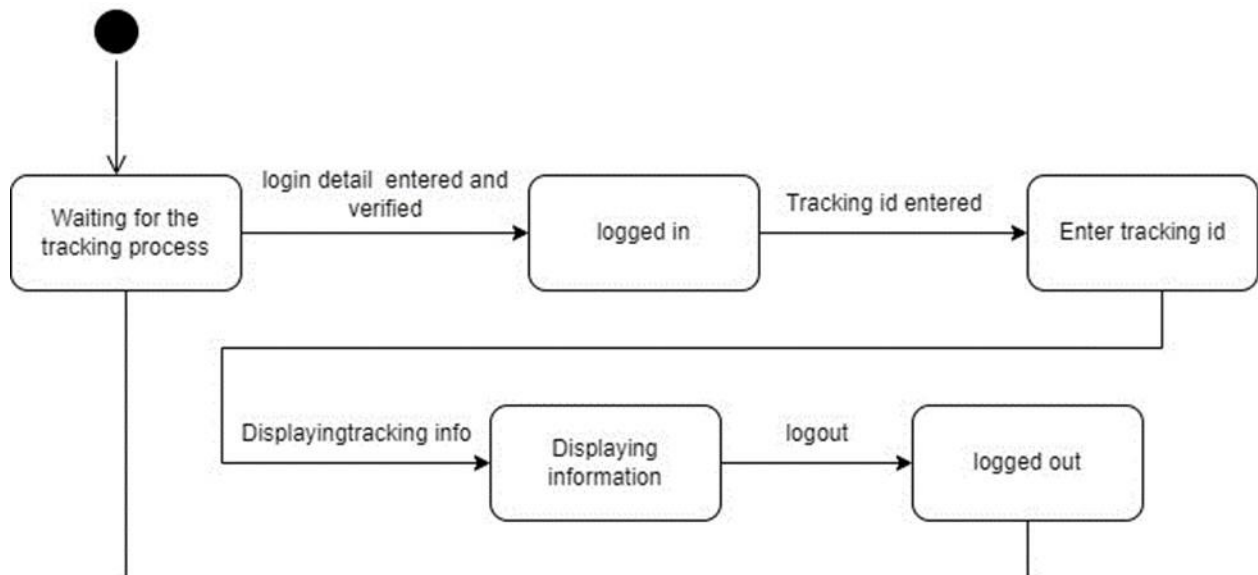 login detail entered and
verified
Waiting for the
tracking process
logged in
Tracking id entered
Enter tracking id
Displayingtracking info
Displaying
information
logout
logged out